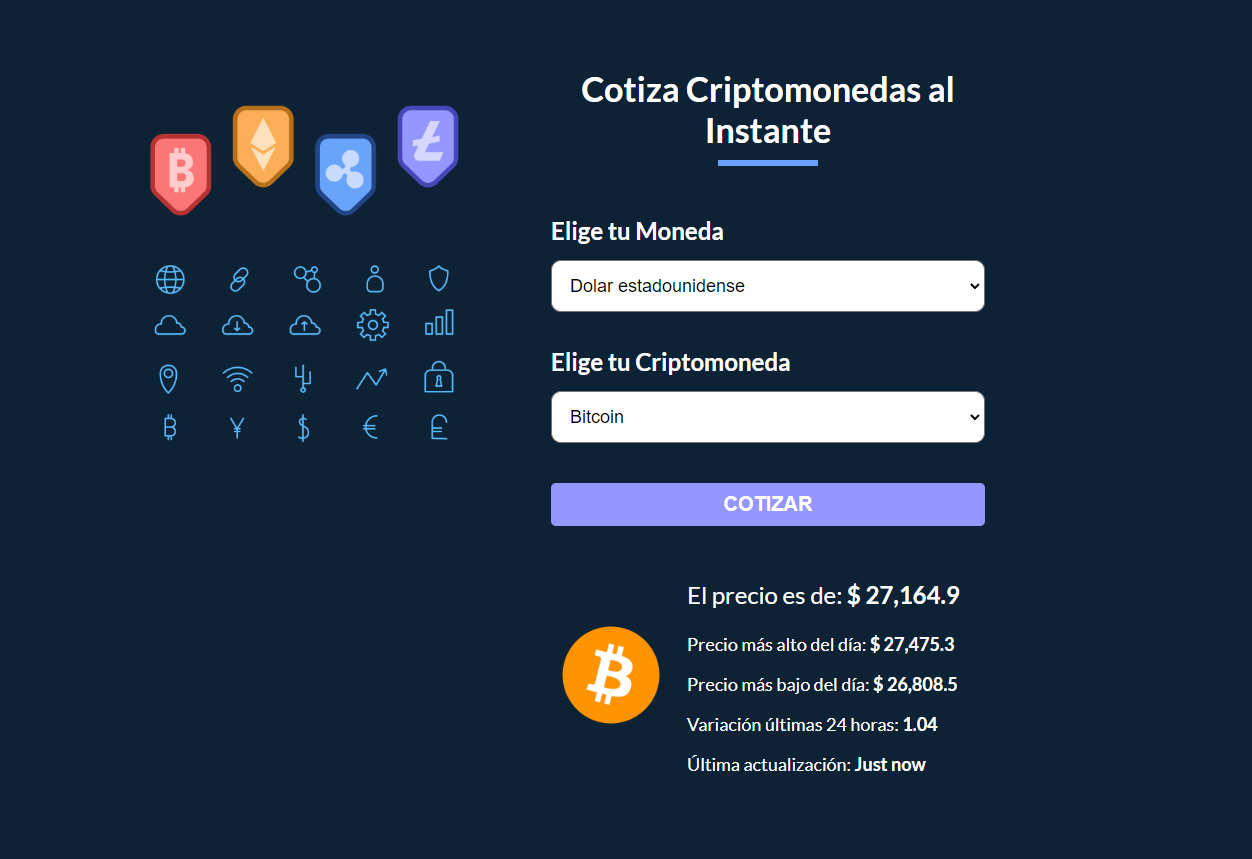 Cotiza Criptomonedas al
Instante
Elige tu Moneda
Dolar estadounidense
Elige tu Criptomoneda
Bitcoin
COTIZAR
El precio es de: $ 27,164.9
Precio más alto del día: $ 27,475.3
Precio más bajo del día: $ 26,808.5
Variación últimas 24 horas: 1.04
Última actualización: Just now